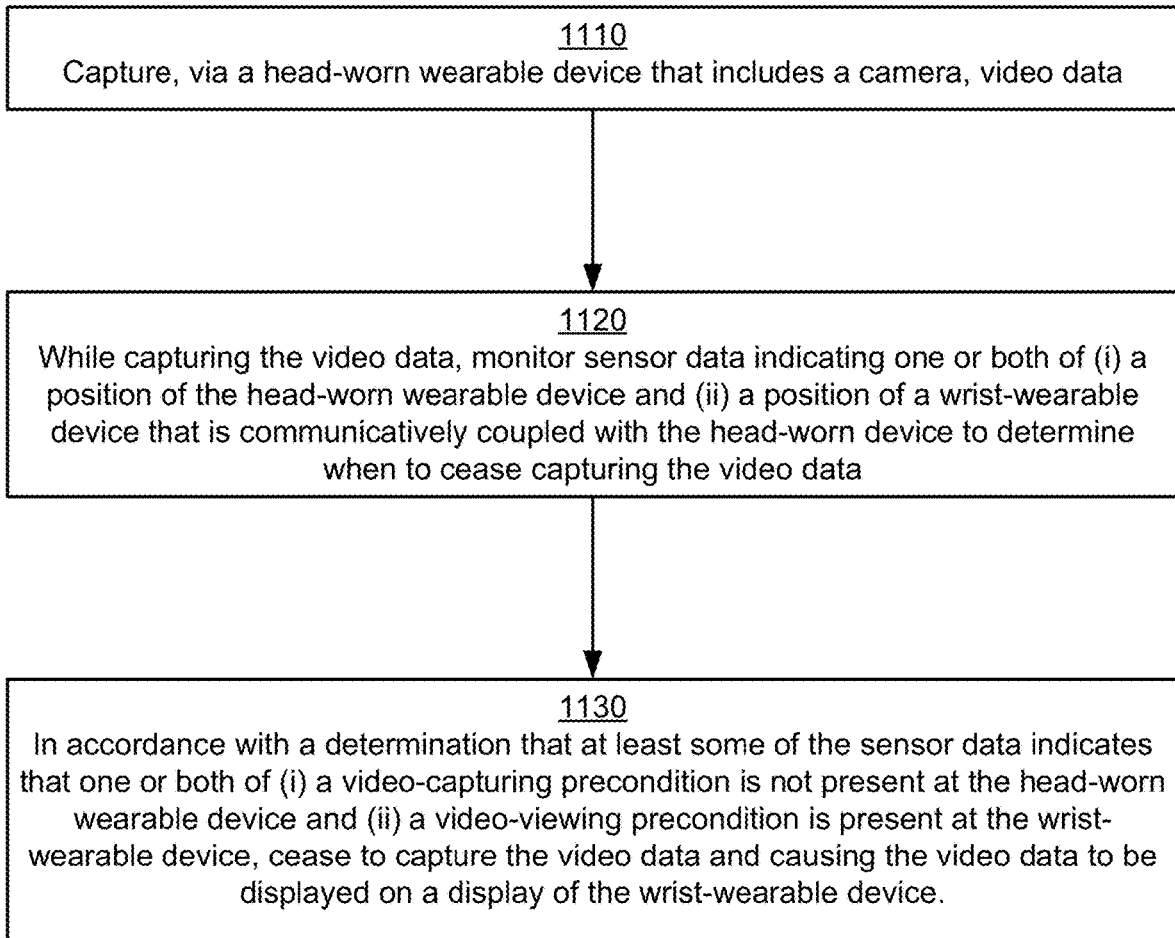 1110
Capture, via a head-worn wearable device that includes a camera, video data
1120
While capturing the video data, monitor sensor data indicating one or both of (i) a
position of the head-worn wearable device and (ii) a position of a wrist-wearable
device that is communicatively coupled with the head-worn device to determine
when to cease capturing the video data
1130
In accordance with a determination that at least some of the sensor data indicates
that one or both of (i) a video-capturing precondition is not present at the head-worn
wearable device and (ii) a video-viewing precondition is present at the wrist-
wearable device, cease to capture the video data and causing the video data to be
displayed on a display of the wrist-wearable device.